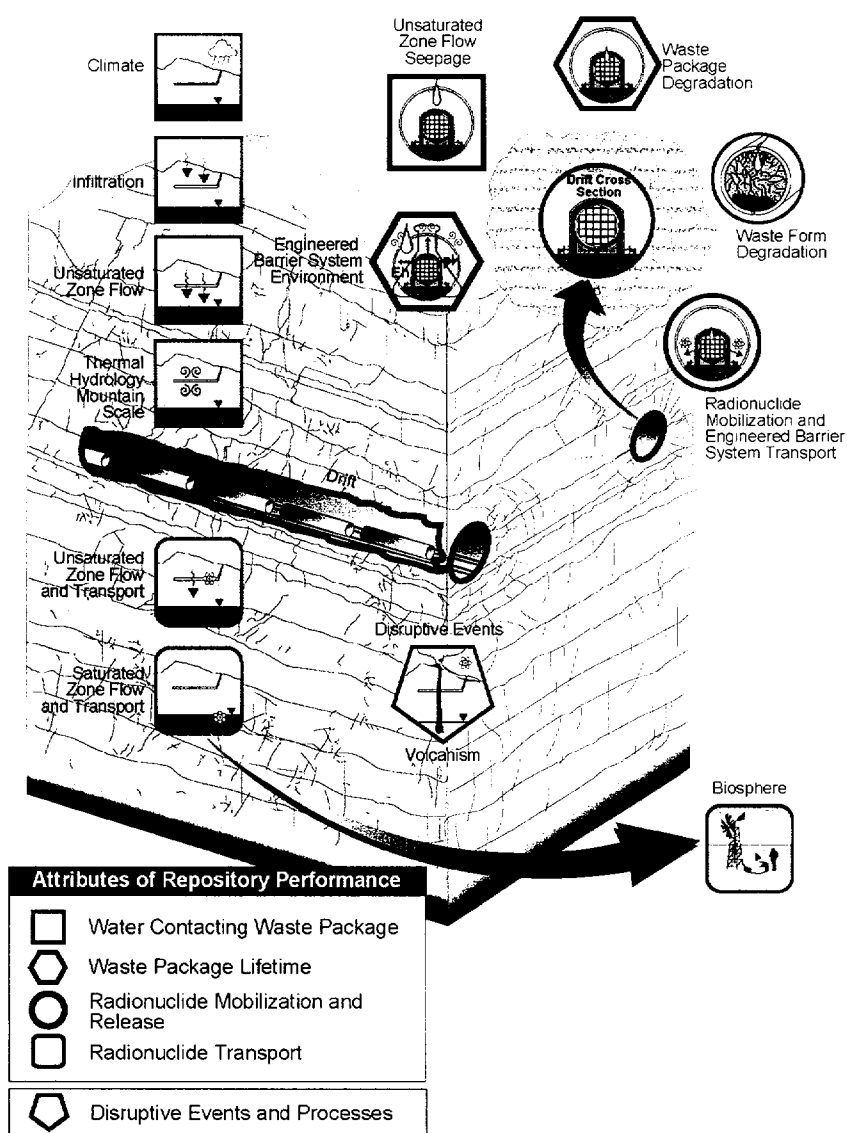 Climate
Infiltration
Unsaturated
Zone Flow
Thermal
Hydrology
Mountain
Scale
Unsaturated
Zone Flow
Seepage
Waste
Package
Degradation
Drift Cross
Section
Waste Form
Degradation
Engineered
Barrier System
Environment
Eh
pH
Radionuclide
Mobilization and
Engineered Barrier
System Transport
Drift
Unsaturated
Zone Flow
and Transport
Saturated
Zone Flow
and Transport
Disruptive Events
Volcanism
Biosphere
Attributes of Repository Performance
Water Contacting Waste Package
Waste Package Lifetime
Radionuclide Mobilization and
Release
Radionuclide Transport
Disruptive Events and Processes